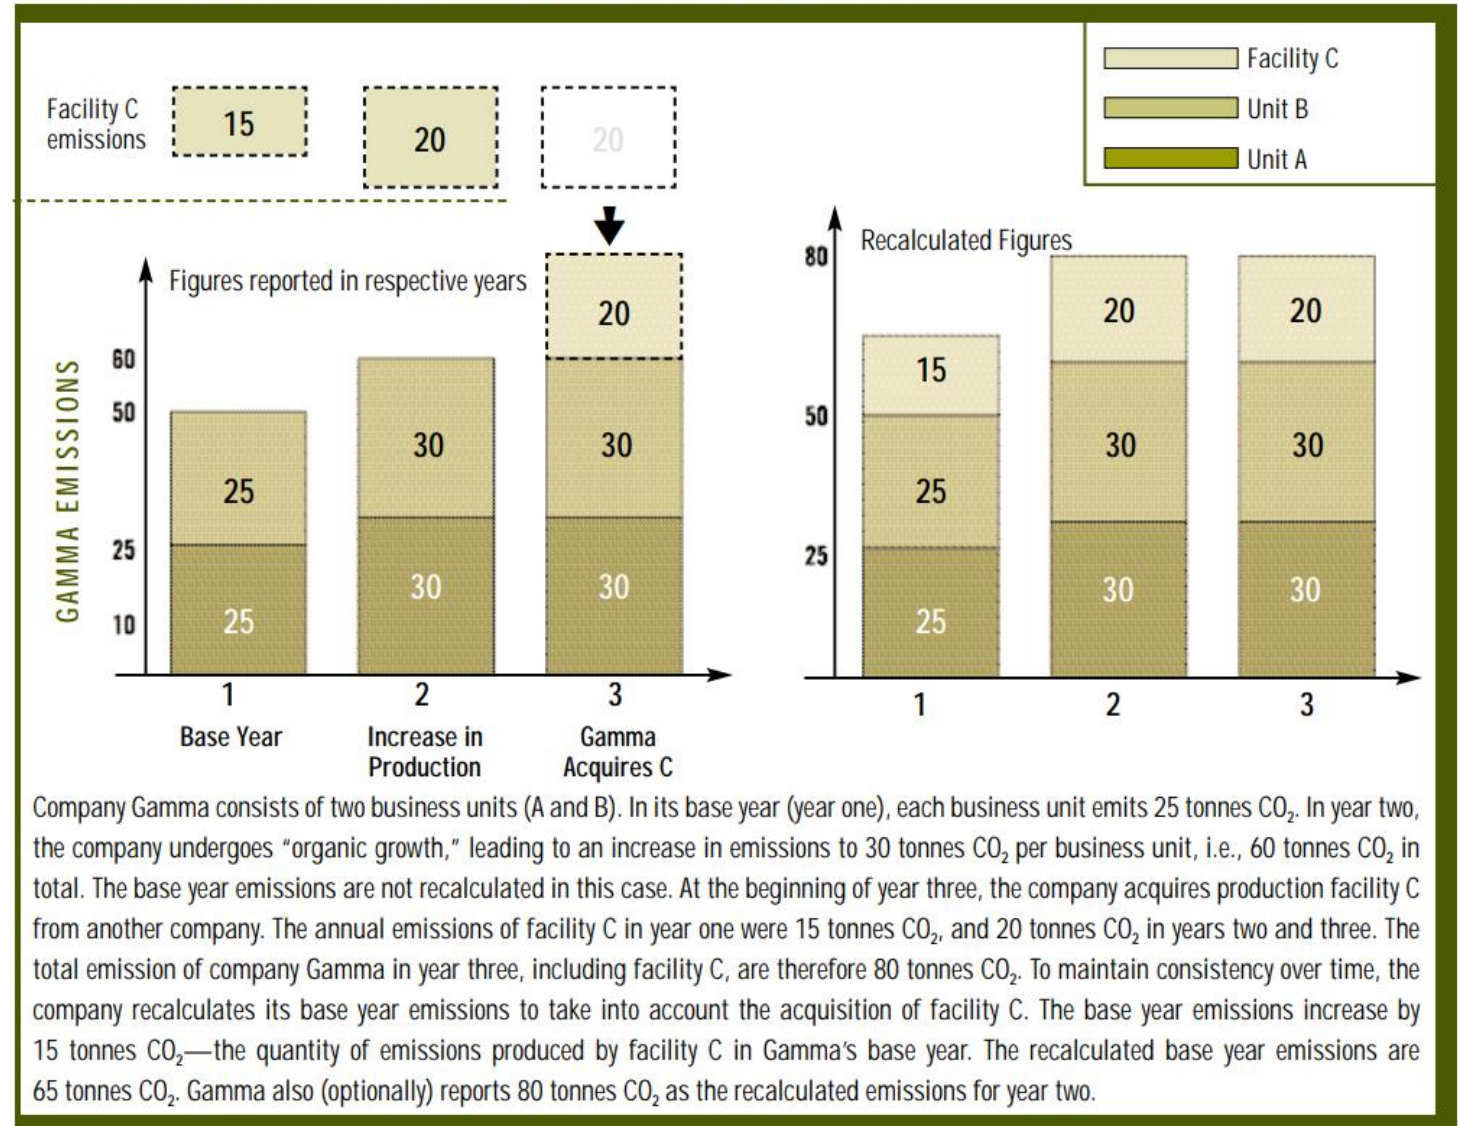 Facility C
Unit B
Unit A
Facility C
emissions
15
20
20
Figures reported in respective years
GAMMA EMISSIONS
60
50
25
10
25
25
30
30
20
30
30
1
2
3
Base Year
Increase in
Production
Gamma
Acquires C
Recalculated Figures
80
50
25
15
25
25
20
30
30
20
30
30
1
2
3
Company Gamma consists of two business units (A and B). In its base year (year one), each business unit emits 25 tonnes CO₂. In year two,
the company undergoes “organic growth,” leading to an increase in emissions to 30 tonnes CO₂ per business unit, i.e., 60 tonnes CO₂ in
total. The base year emissions are not recalculated in this case. At the beginning of year three, the company acquires production facility C
from another company. The annual emissions of facility C in year one were 15 tonnes CO₂, and 20 tonnes CO₂ in years two and three. The
total emission of company Gamma in year three, including facility C, are therefore 80 tonnes CO₂. To maintain consistency over time, the
company recalculates its base year emissions to take into account the acquisition of facility C. The base year emissions increase by
15 tonnes CO₂—the quantity of emissions produced by facility C in Gamma’s base year. The recalculated base year emissions are
65 tonnes CO₂. Gamma also (optionally) reports 80 tonnes CO₂ as the recalculated emissions for year two.